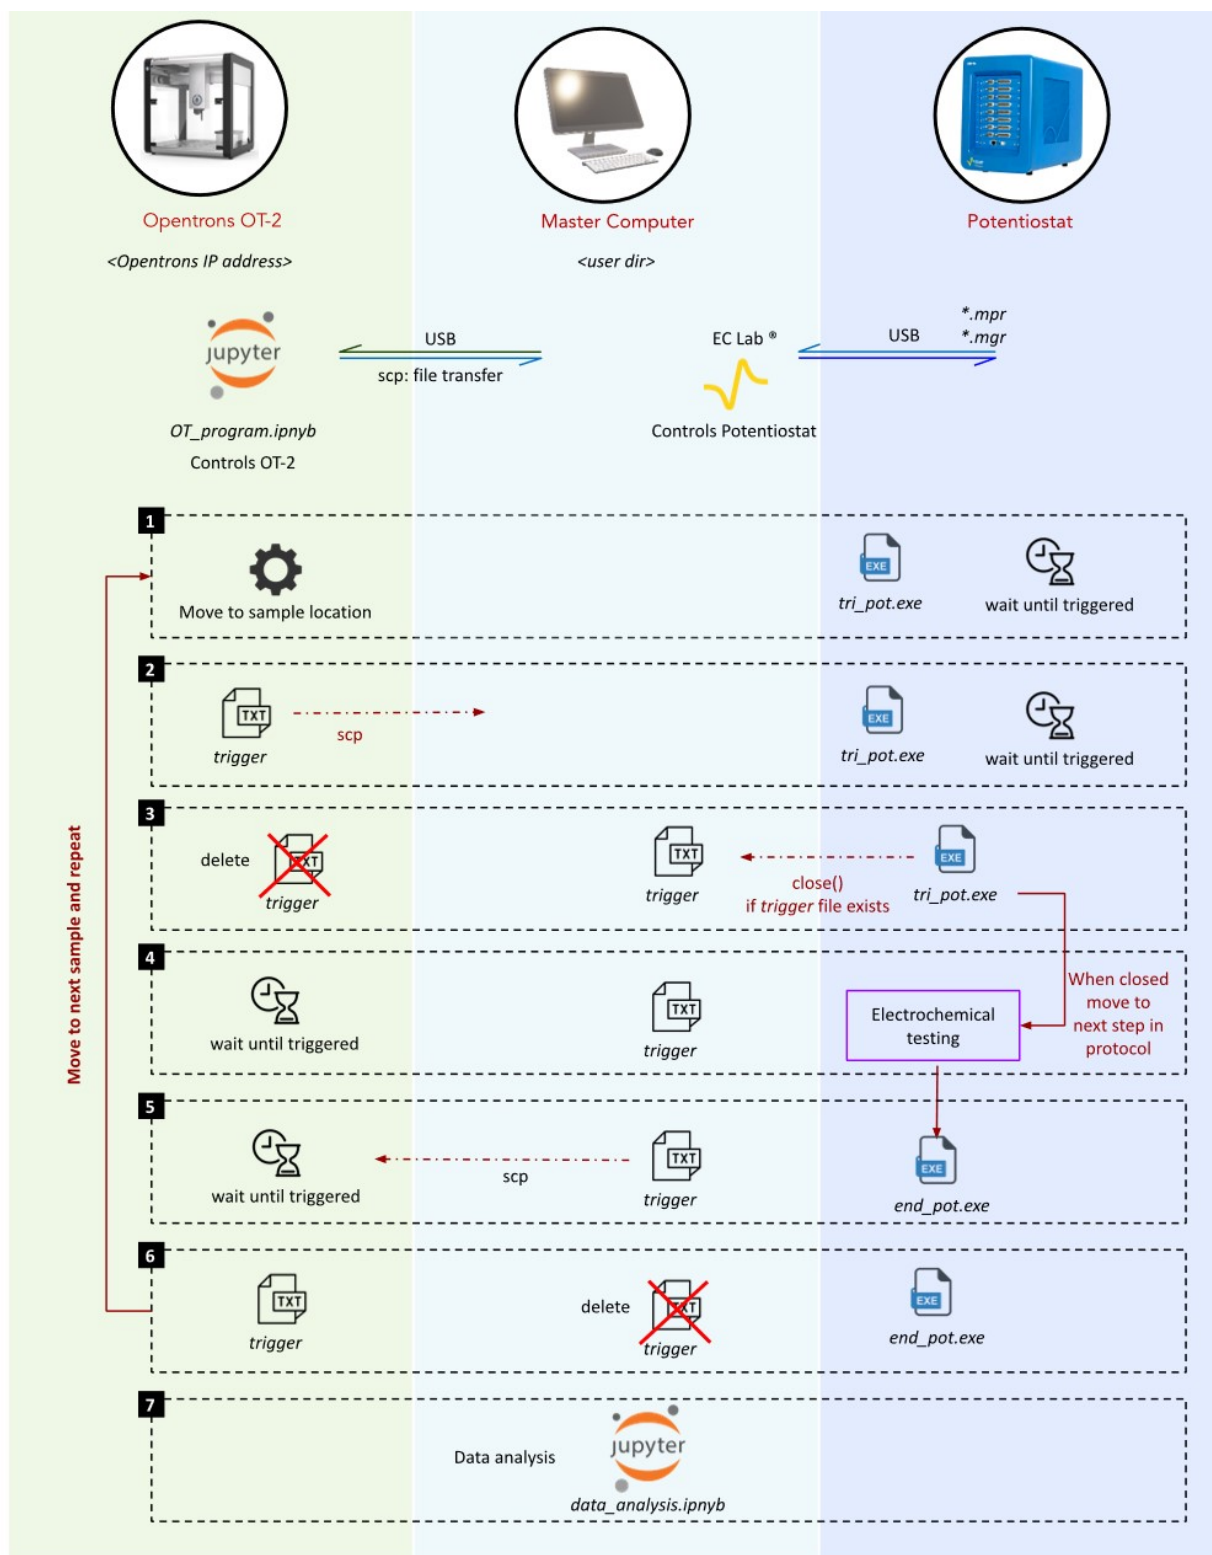 Opentrons OT-2
Master Computer
Potentiostat
<Opentrons IP address>
<user dir>
jupyter
OT_program.ipnyb
Controls OT-2
USB
scp: file transfer
EC Lab ®
Controls Potentiostat
USB
*.mpr
*.mgr
Move to next sample and repeat
1
Move to sample location
EXE
tri_pot.exe
wait until triggered
2
TXT
trigger
scp
EXE
tri_pot.exe
wait until triggered
3
delete
TXT
trigger
TXT
trigger
close()
if trigger file exists
EXE
tri_pot.exe
4
wait until triggered
TXT
trigger
Electrochemical
testing
When closed
move to
next step in
protocol
5
wait until triggered
scp
TXT
trigger
EXE
end_pot.exe
6
TXT
trigger
delete
TXT
trigger
EXE
end_pot.exe
7
Data analysis
jupyter
data_analysis.ipnyb